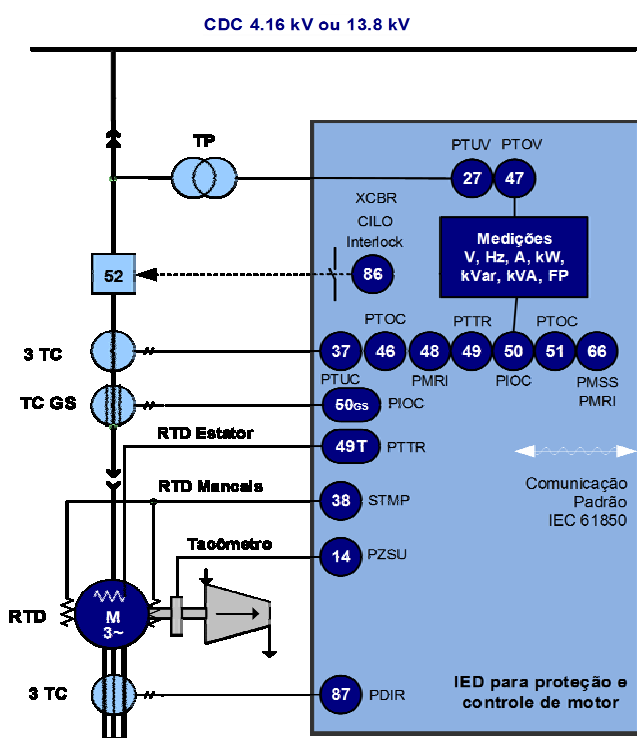 CDC 4.16 kV ou 13.8 kV
TP
PTUV PTOV
27 47
XCBR
CILO
Interlock
86
Medições
V, Hz, A, kW,
kVar, kVA, FP
52
PTOC PTTR PTOC
3 TC
37 46 48 49 50 51 66
PTUC PMRI PIOC PMSS
PMRI
TC GS
50GS PIOC
RTD Estator
49T PTTR
RTD Mancais
38 STMP
Comunicação
Padrão
IEC 61850
Tacômetro
14 PZSU
RTD
M
3~
3 TC
87 PDIR
IED para proteção e
controle de motor